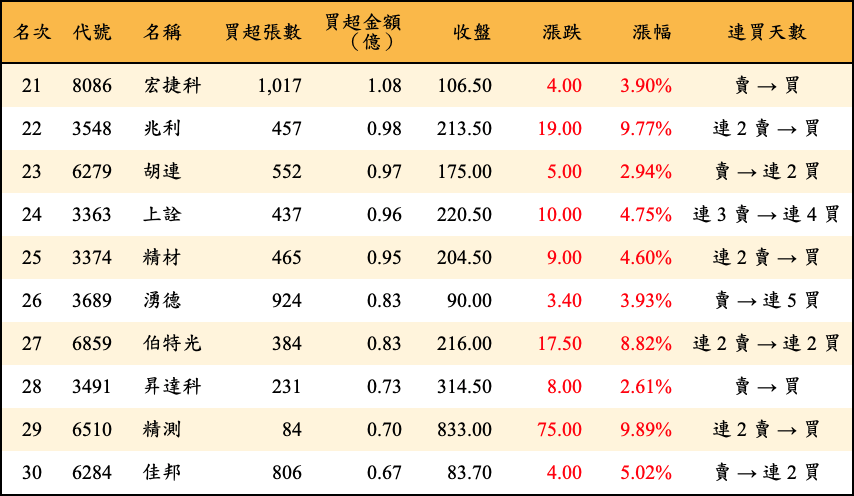 名次 代號 名稱 買超張數 買超金額（億） 收盤 漲跌 漲幅 連買天數
21 8086 宏捷科 1,017 1.08 106.50 4.00 3.90% 賣 → 買
22 3548 兆利 457 0.98 213.50 19.00 9.77% 連 2 賣 → 買
23 6279 胡連 552 0.97 175.00 5.00 2.94% 賣 → 連 2 買
24 3363 上詮 437 0.96 220.50 10.00 4.75% 連 3 賣 → 連 4 買
25 3374 精材 465 0.95 204.50 9.00 4.60% 連 2 賣 → 買
26 3689 湧德 924 0.83 90.00 3.40 3.93% 賣 → 連 5 買
27 6859 伯特光 384 0.83 216.00 17.50 8.82% 連 2 賣 → 連 2 買
28 3491 昇達科 231 0.73 314.50 8.00 2.61% 賣 → 買
29 6510 精測 84 0.70 833.00 75.00 9.89% 連 2 賣 → 買
30 6284 佳邦 806 0.67 83.70 4.00 5.02% 賣 → 連 2 買